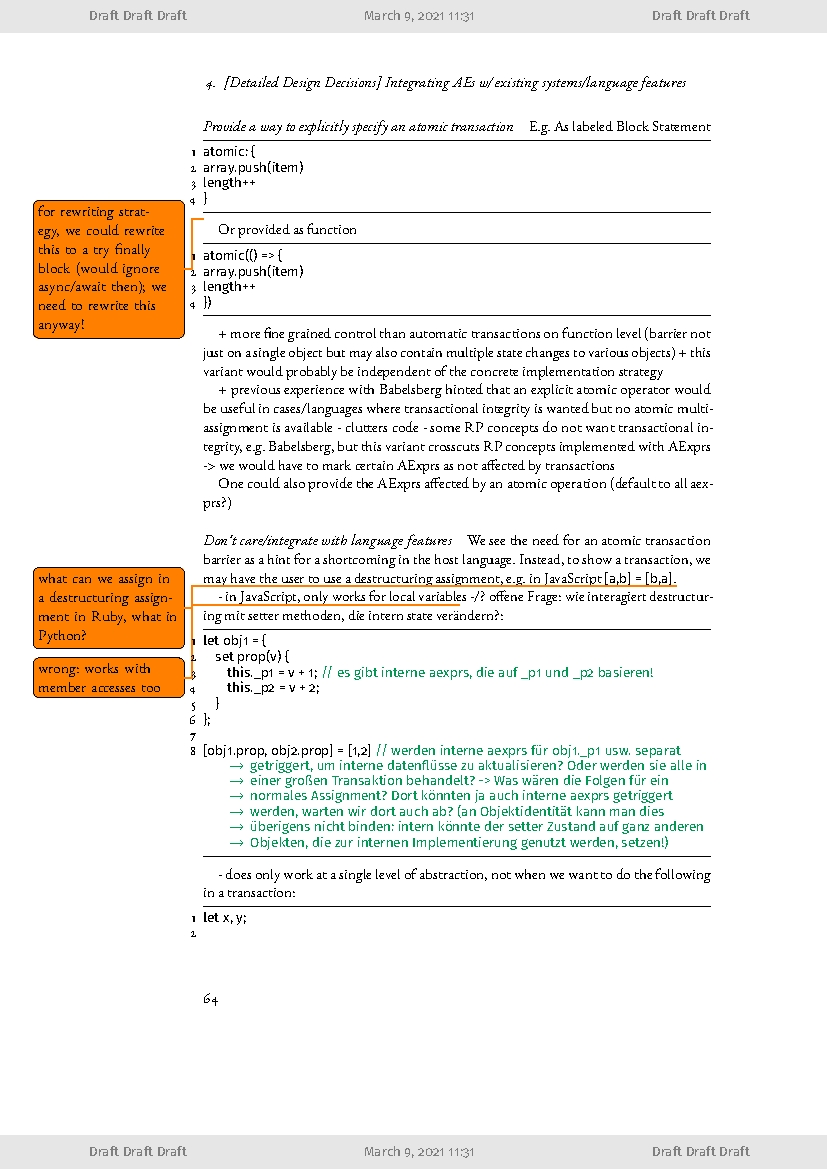 Draft Draft Draft March 9, 2021 11:31 Draft Draft Draft
4. [Detailed Design Decisions] Integrating AEs w/ existing systems/language features
Provide a way to explicitly specify an atomic transaction E.g. As labeled Block Statement
1 atomic: {
2 array.push(item)
3 length++
4 }
for rewriting strat-
egy, we could rewrite
this to a try finally
block (would ignore
async/await then); we
need to rewrite this
anyway!
Or provided as function
1 atomic(() => {
2 array.push(item)
3 length++
4 })
+ more fine grained control than automatic transactions on function level (barrier not
just on a single object but may also contain multiple state changes to various objects) + this
variant would probably be independent of the concrete implementation strategy
+ previous experience with Babelsberg hinted that an explicit atomic operator would
be useful in cases/languages where transactional integrity is wanted but no atomic multi-
assignment is available - clutters code - some RP concepts do not want transactional in-
tegrity, e.g. Babelsberg, but this variant crosscuts RP concepts implemented with AExprs
-> we would have to mark certain AExprs as not affected by transactions
One could also provide the AExprs affected by an atomic operation (default to all aex-
prs?)
Don't care/integrate with language features We see the need for an atomic transaction
barrier as a hint for a shortcoming in the host language. Instead, to show a transaction, we
may have the user to use a destructuring assignment, e.g. in JavaScript [a,b] = [b,a].
- in JavaScript, only works for local variables -/? offene Frage: wie interagiert destructur-
ing mit setter methoden, die intern state verändern?:
what can we assign in
a destructuring assign-
ment in Ruby, what in
Python?
wrong: works with
member accesses too
1 let obj1 = {
2 set prop(v) {
3 this._p1 = v + 1; // es gibt interne aexprs, die auf _p1 und _p2 basieren!
4 this._p2 = v + 2;
5 }
6 };
7
8 [obj1.prop, obj2.prop] = [1,2] // werden interne aexprs für obj1._p1 usw. separat
→ getriggert, um interne datenflüsse zu aktualisieren? Oder werden sie alle in
→ einer großen Transaktion behandelt? -> Was wären die Folgen für ein
→ normales Assignment? Dort könnten ja auch interne aexprs getriggert
→ werden, warten wir dort auch ab? (an Objektidentität kann man dies
→ überigens nicht binden: intern könnte der setter Zustand auf ganz anderen
→ Objekten, die zur internen Implementierung genutzt werden, setzen!)
- does only work at a single level of abstraction, not when we want to do the following
in a transaction:
1 let x, y;
2
64
Draft Draft Draft March 9, 2021 11:31 Draft Draft Draft